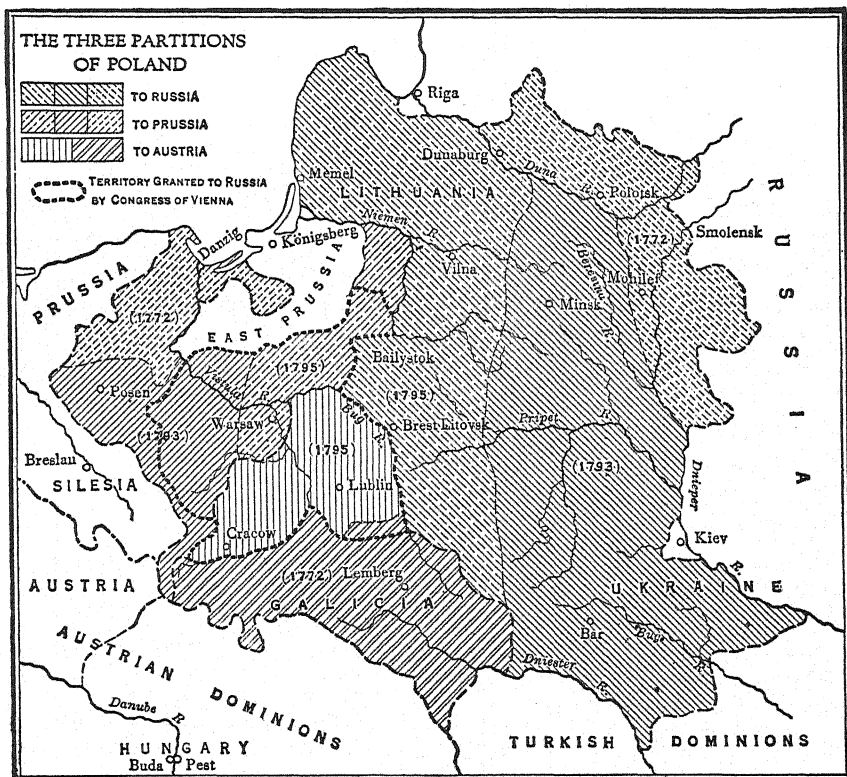 THE THREE PARTITIONS
OF POLAND
TO RUSSIA
TO PRUSSIA
TO AUSTRIA
TERRITORY GRANTED TO RUSSIA
BY CONGRESS OF VIENNA
Riga
Dunaburg
Duna
R.
Polotsk
Memel
LITHUANIA
Niemen R.
Danzig
Königsberg
(1772)
Smolensk
RUSSIA
Vilna
Mohilef
Minsk
R.
PRUSSIA
(1772)
EAST PRUSSIA
(1795)
Bailystok
(1795)
Posen
R.
Warsaw
Bug R.
Brest Litovsk
Pripet
R
(1793)
(1795)
(1793)
Breslau
SILESIA
Lublin
Dnieper
R.
Cracow
Kiev
AUSTRIA
(1772)
Lemberg
GALICIA
UKRAINE
Bar
Bug
R.
AUSTRIAN DOMINIONS
Dniester
R.
Danube R
HUNGARY
Buda
Pest
TURKISH DOMINIONS